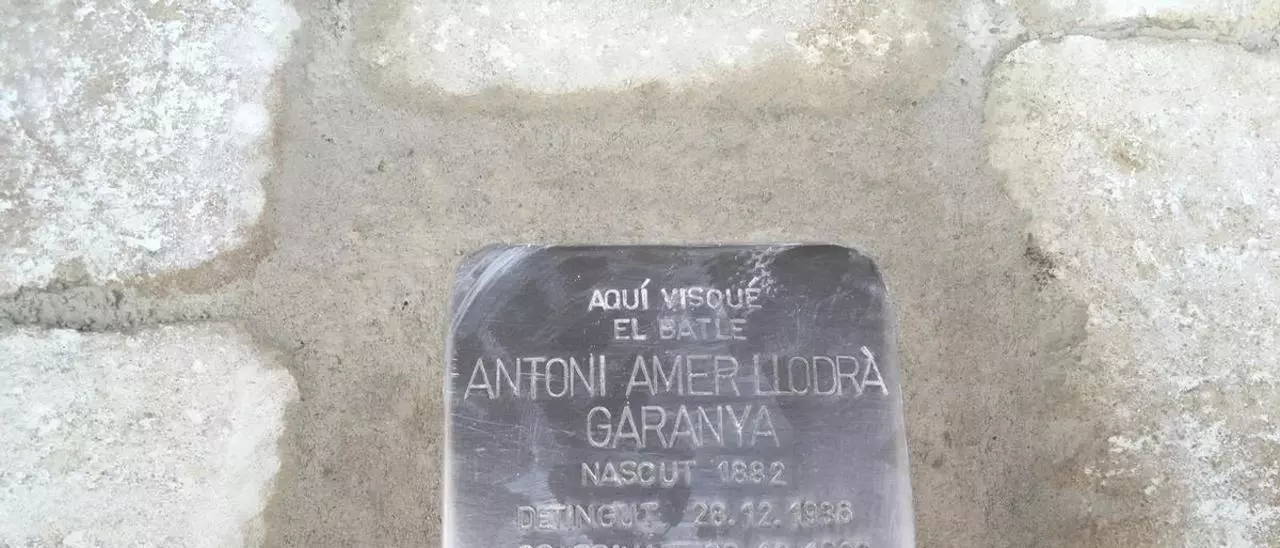 AQUÍ VISQUÉ
EL BATLE
ANTONI AMER LLODRÀ
GARANYA
NASCUT 1882
DETINGUT 28.12.1936